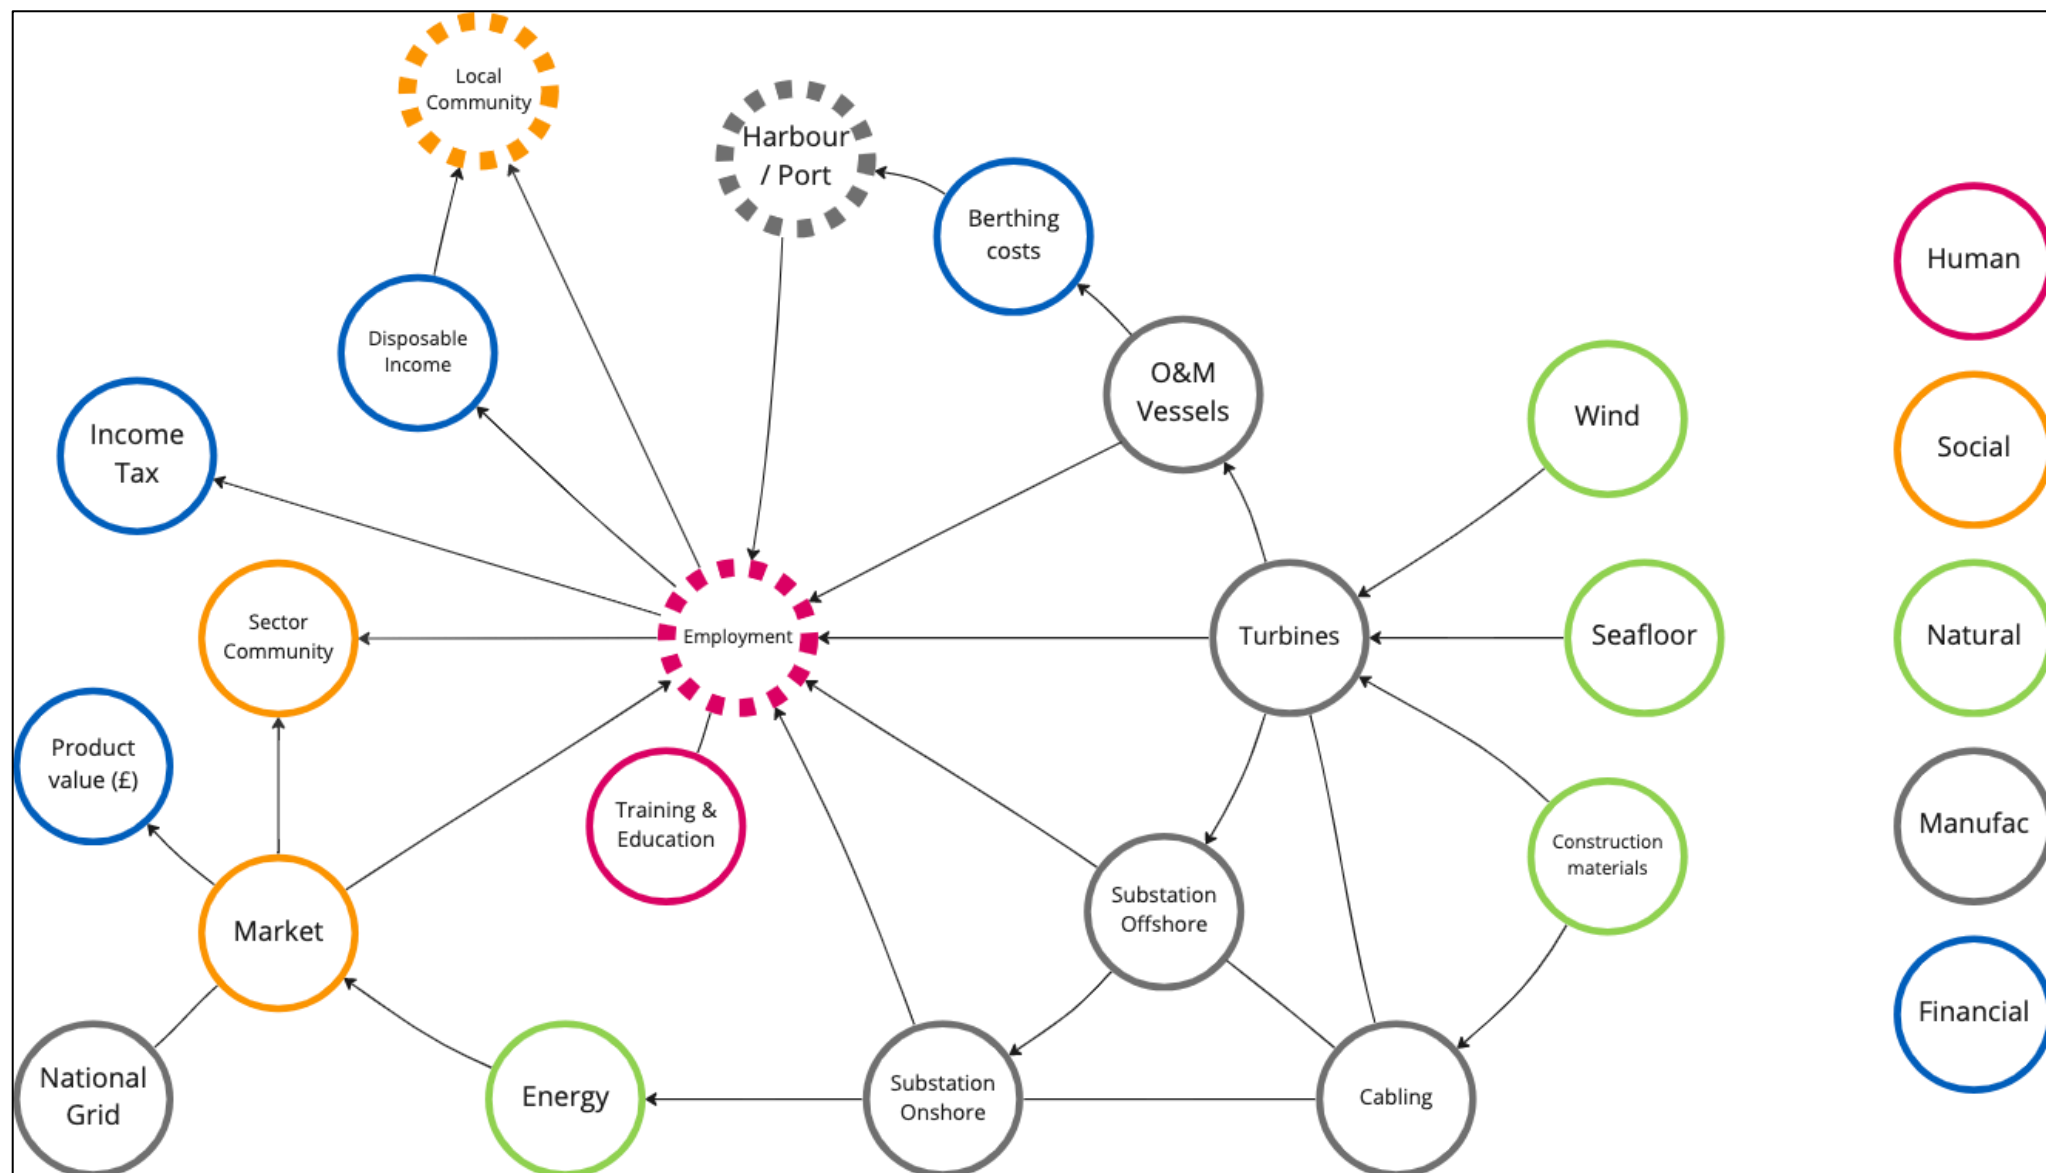 Local
Community
Harbour
/ Port
Berthing
costs
Human
Disposable
Income
O&M
Vessels
Wind
Social
Income
Tax
Sector
Community
Employment
Turbines
Seafloor
Natural
Product
value (£)
Training &
Education
Construction
materials
Manufac
Market
Substation
Offshore
Financial
National
Grid
Energy
Substation
Onshore
Cabling